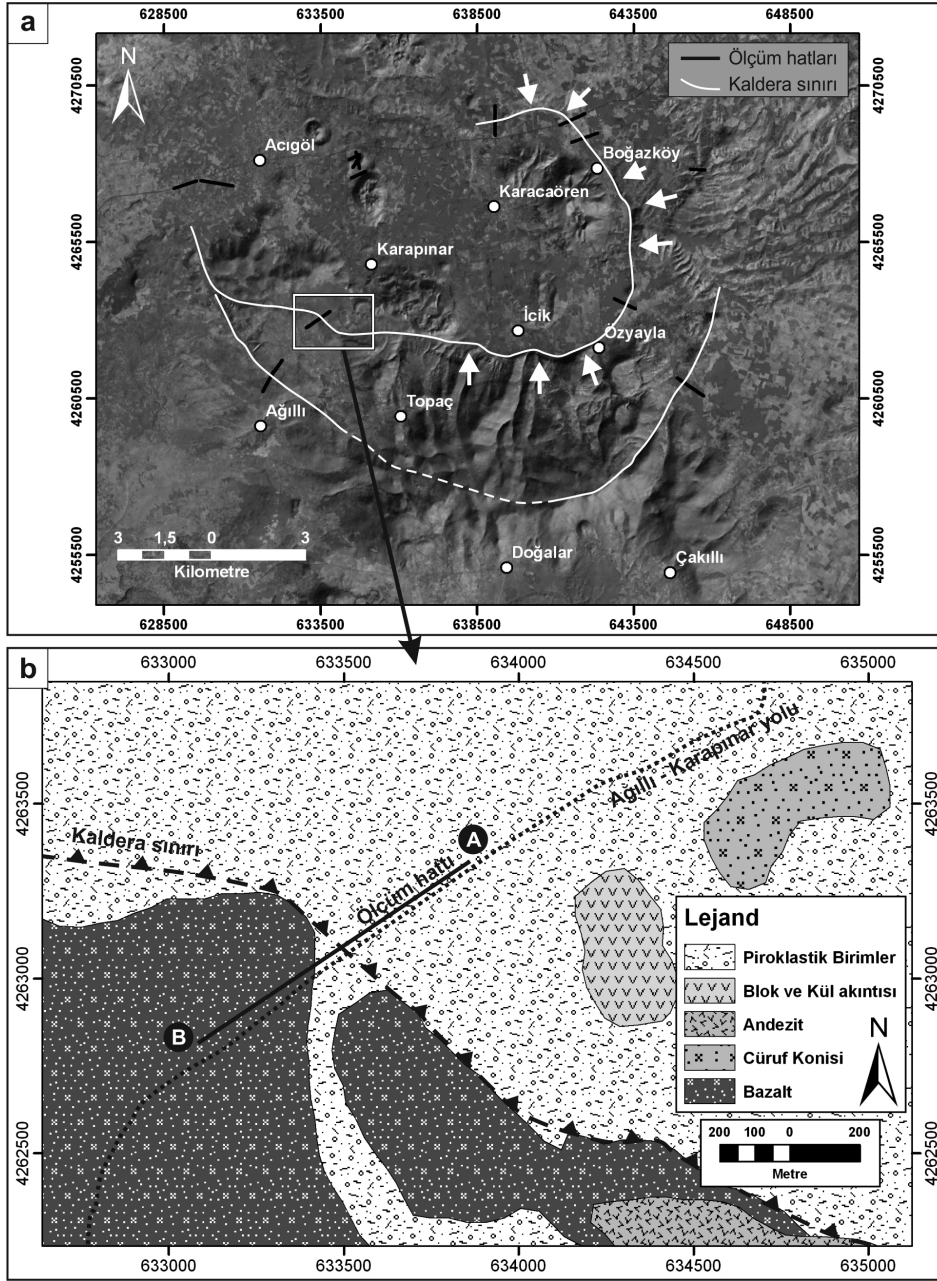 a
628500 633500 638500 643500 648500
N
Ölçüm hatları
Kaldera sınırı
4270500
4270500
Acıgöl
Boğazköy
Karacaören
4265500
4265500
Karapınar
İcik
Özyayla
4260500
4260500
Topaç
Ağıllı
3 1,5 0 3
Kilometre
Doğalar
Çakıllı
4255500
4255500
628500 633500 638500 643500 648500
b
633000 633500 634000 634500 635000
Ağıllı - Karapınar yolu
4263500
4263500
Kaldera sınırı
A
Ölçüm hattı
Lejand
Piroklastik Birimler
Blok ve Kül akıntısı
Andezit
Cüruf Konisi
Bazalt
N
4263000
4263000
B
200 100 0 200
Metre
4262500
4262500
633000 633500 634000 634500 635000